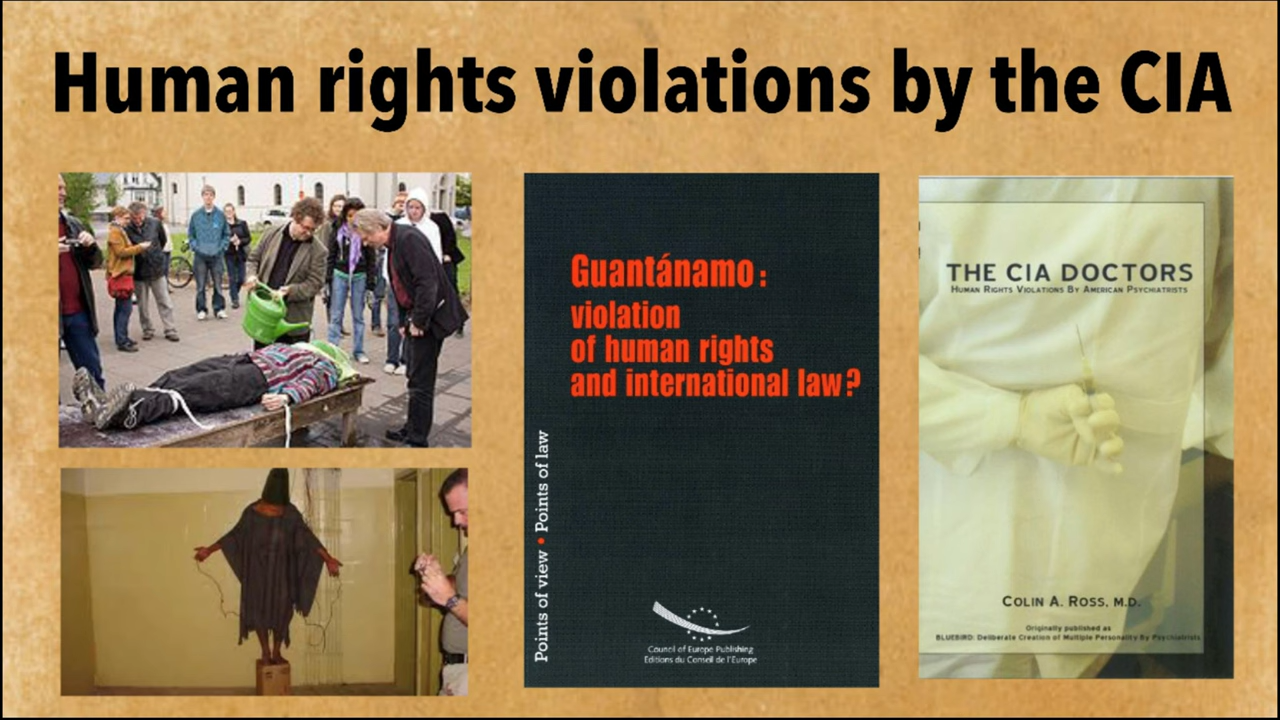 Human rights violations by the CIA
Guantánamo :
violation
of human rights
and international law ?
Points of view • Points of law
Council of Europe Publishing
Editions du Conseil de l'Europe
THE CIA DOCTORS
HUMAN RIGHTS VIOLATIONS BY AMERICAN PSYCHIATRISTS
COLIN A. ROSS, M.D.
Originally published as
BLUEBIRD: Deliberate Creation of Multiple Personality By Psychiatrists